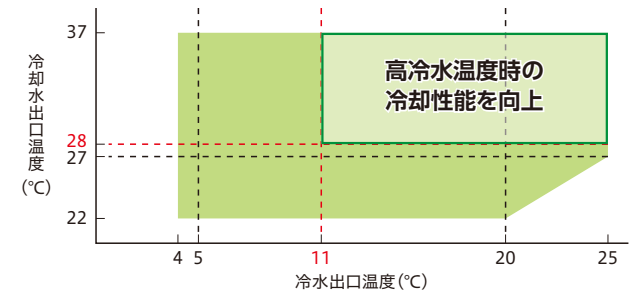 37
高冷水温度時の
冷却性能を向上
冷却水出口温度
(℃)
28
27
22
4 5 11 20 25
冷水出口温度(℃)